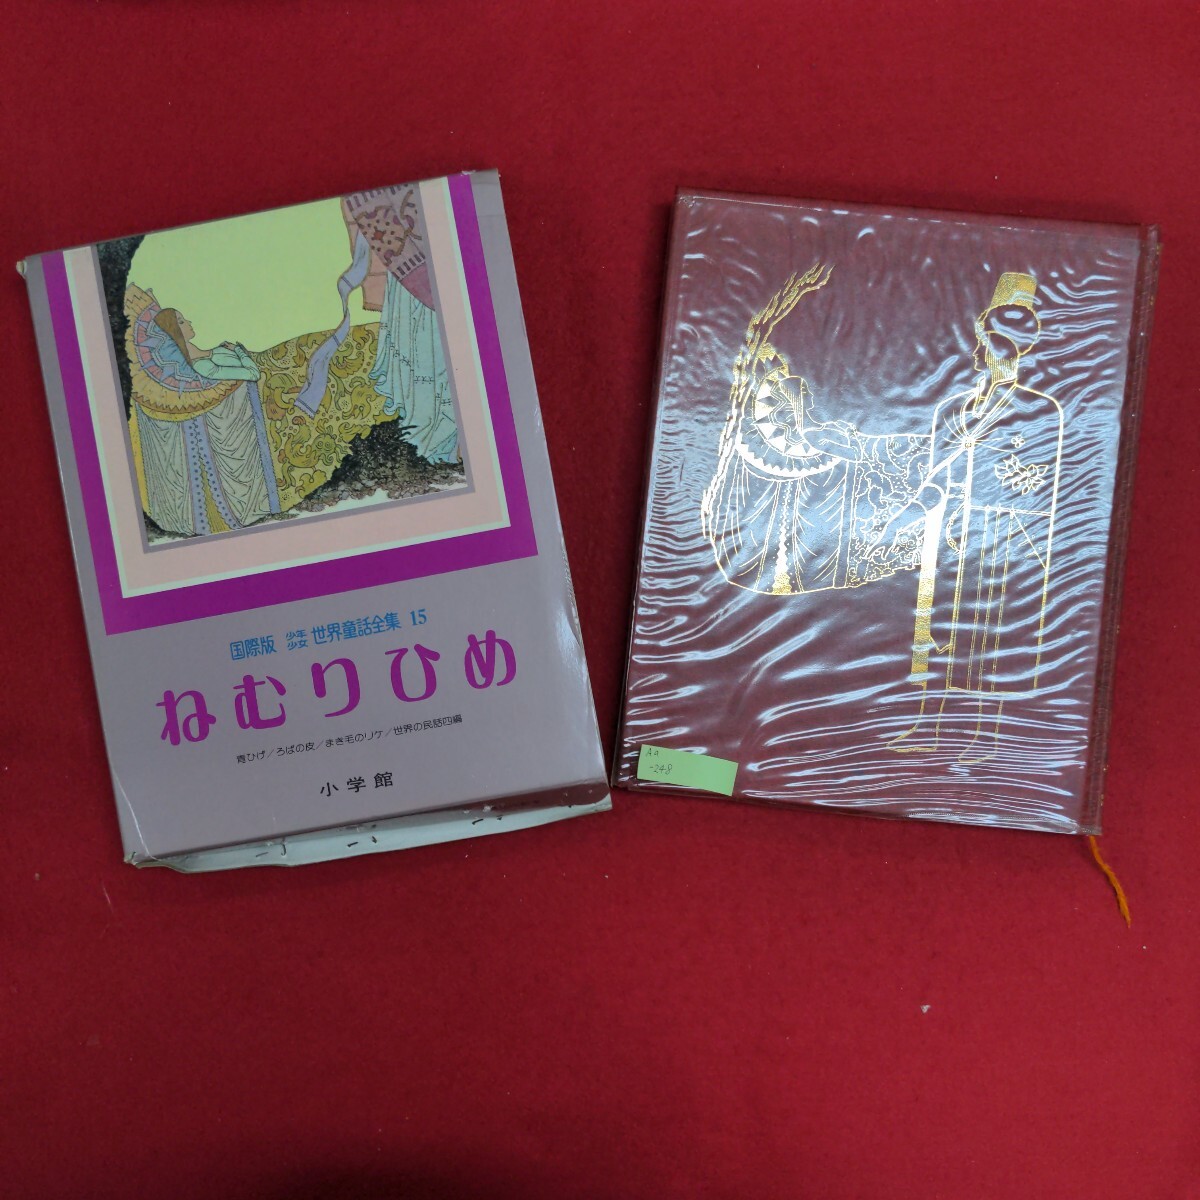 国際版 少年少女 世界童話全集 15
ねむりひめ
青ひげ/ろばの皮/まき毛のリケ/世界の民話四編
小学館
Aa
-248